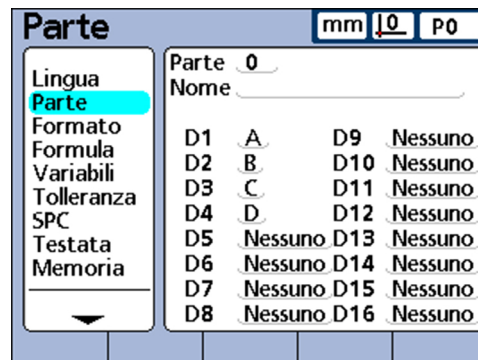 Parte mm 0 P0
Lingua
Parte
Formato
Formula
Variabili
Tolleranza
SPC
Testata
Memoria
Parte 0
Nome
D1 A D9 Nessuno
D2 B D10 Nessuno
D3 C D11 Nessuno
D4 D D12 Nessuno
D5 Nessuno D13 Nessuno
D6 Nessuno D14 Nessuno
D7 Nessuno D15 Nessuno
D8 Nessuno D16 Nessuno